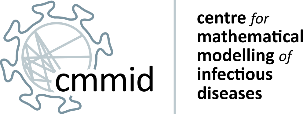 cmmid
centre for
mathematical
modelling of
infectious
diseases